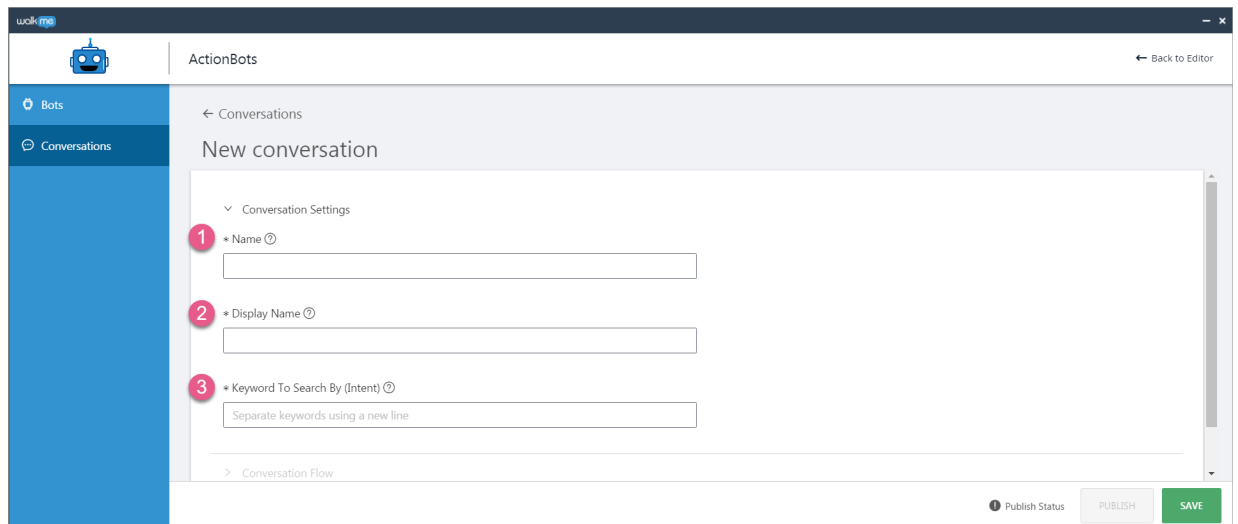 walkme
ActionBots
← Back to Editor
Bots
Conversations
← Conversations
New conversation
Conversation Settings
1 * Name ?
2 * Display Name ?
3 * Keyword To Search By (Intent) ?
Separate keywords using a new line
> Conversation Flow
! Publish Status PUBLISH SAVE